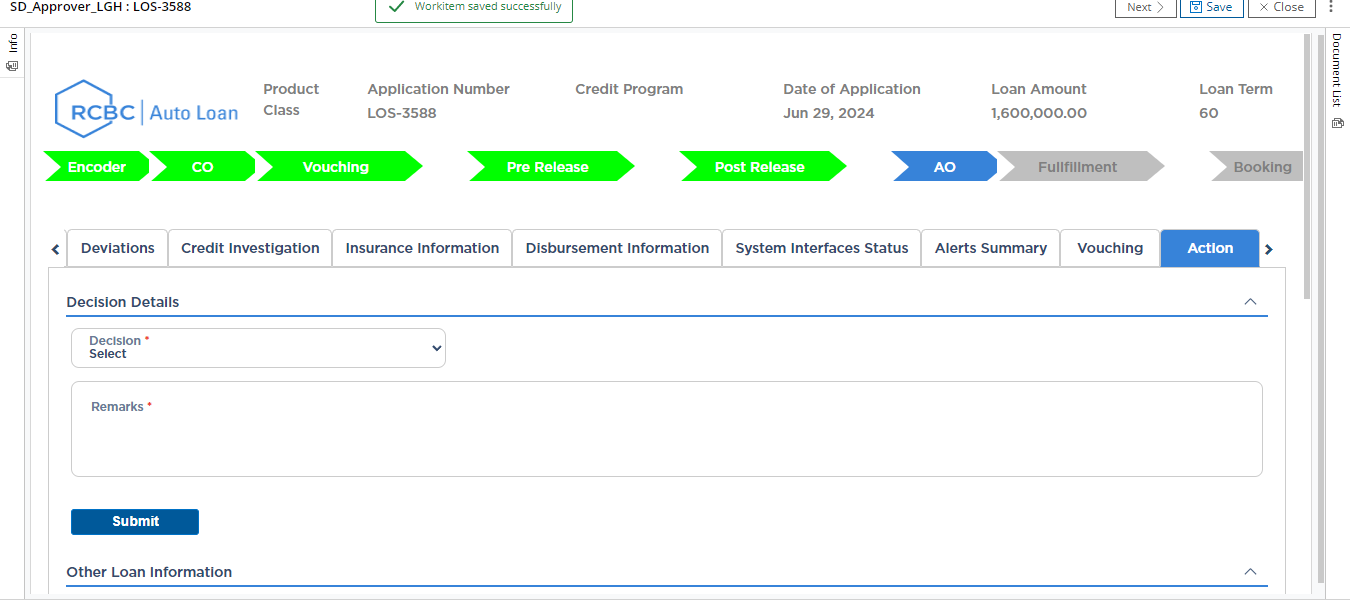 SD_Approver_LGH : LOS-3588
Workitem saved successfully
Next
Save
Close
Info
Document List
RCBC Auto Loan
Product Class
Application Number
LOS-3588
Credit Program
Date of Application
Jun 29, 2024
Loan Amount
1,600,000.00
Loan Term
60
Encoder
CO
Vouching
Pre Release
Post Release
AO
Fullfillment
Booking
Deviations
Credit Investigation
Insurance Information
Disbursement Information
System Interfaces Status
Alerts Summary
Vouching
Action
Decision Details
Decision *
Select
Remarks *
Submit
Other Loan Information